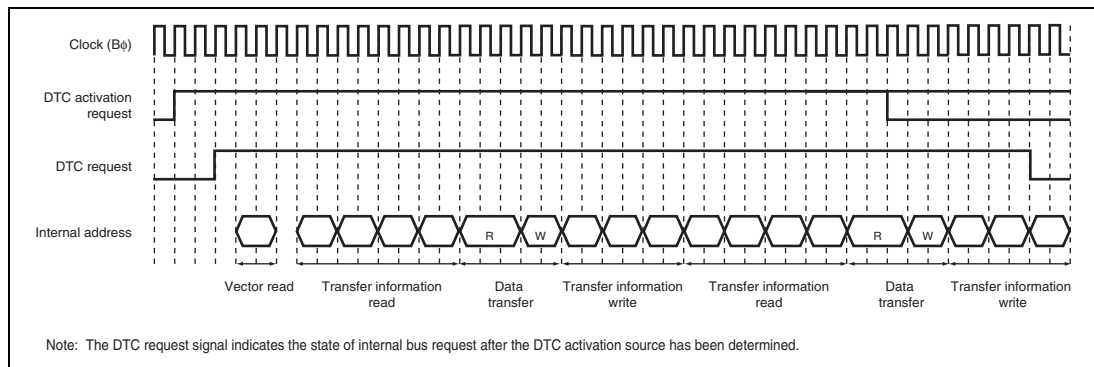 Clock (Bϕ)
DTC activation
request
DTC request
Internal address
R
W
R
W
Vector read
Transfer information
read
Data
transfer
Transfer information
write
Transfer information
read
Data
transfer
Transfer information
write
Note: The DTC request signal indicates the state of internal bus request after the DTC activation source has been determined.